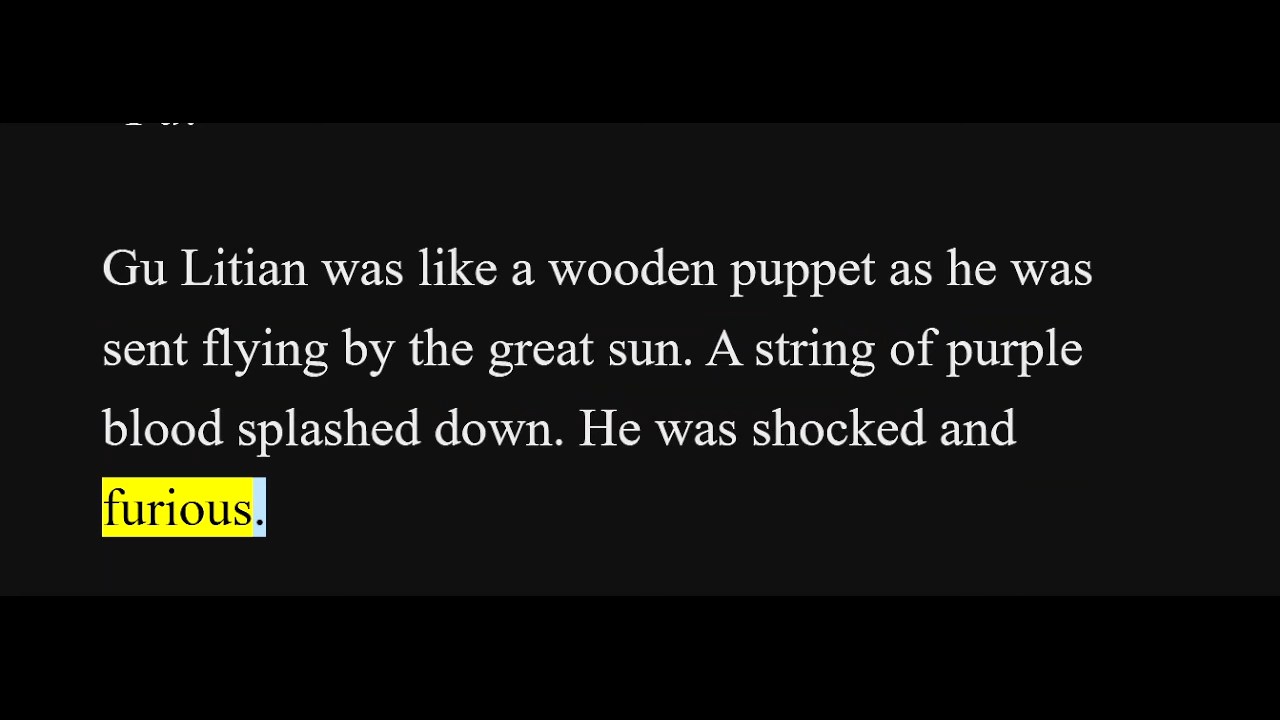 Gu Litian was like a wooden puppet as he was
sent flying by the great sun. A string of purple
blood splashed down. He was shocked and
furious.